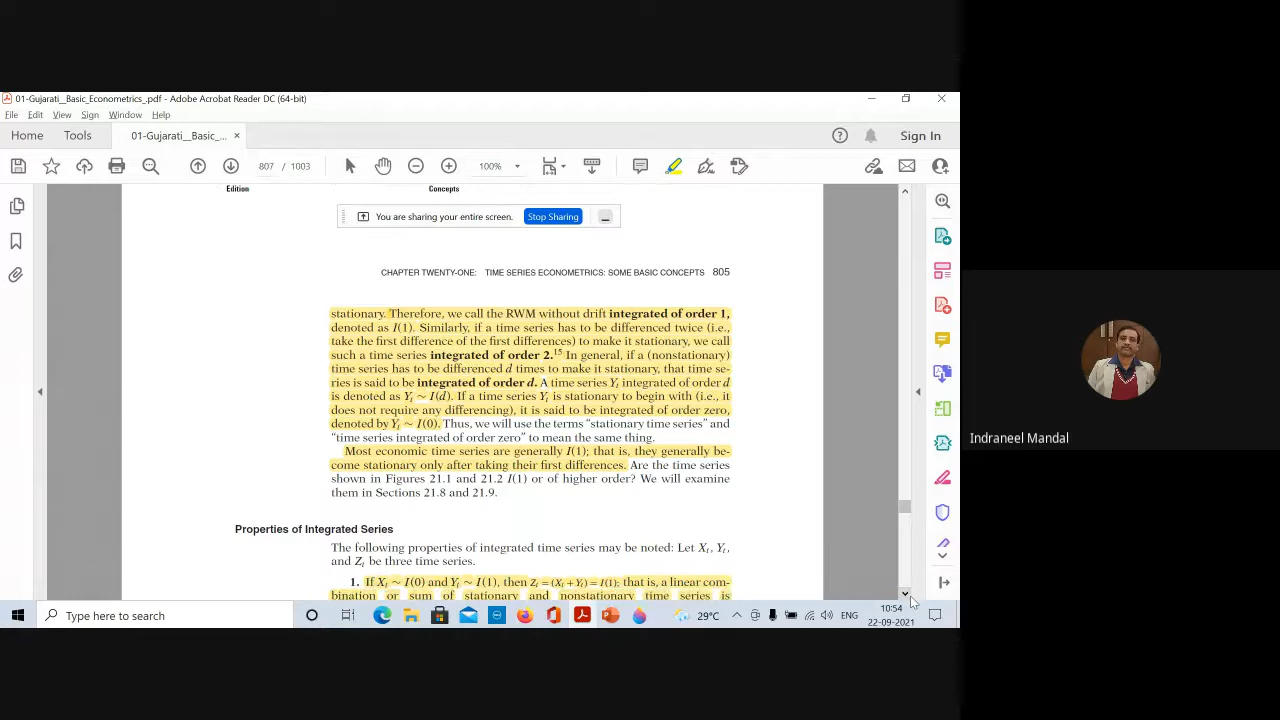 01-Gujarati__Basic_Econometrics_.pdf - Adobe Acrobat Reader DC (64-bit)
File Edit View Sign Window Help
Home Tools 01-Gujarati__Basic_... × Sign In
807 / 1003 100%
Edition Concepts
You are sharing your entire screen. Stop Sharing
CHAPTER TWENTY-ONE: TIME SERIES ECONOMETRICS: SOME BASIC CONCEPTS 805
stationary. Therefore, we call the RWM without drift integrated of order 1,
denoted as I(1). Similarly, if a time series has to be differenced twice (i.e.,
take the first difference of the first differences) to make it stationary, we call
such a time series integrated of order 2.¹⁵ In general, if a (nonstationary)
time series has to be differenced d times to make it stationary, that time se-
ries is said to be integrated of order d. A time series Yₜ integrated of order d
is denoted as Yₜ ∼ I(d). If a time series Yₜ is stationary to begin with (i.e., it
does not require any differencing), it is said to be integrated of order zero,
denoted by Yₜ ∼ I(0). Thus, we will use the terms “stationary time series” and
“time series integrated of order zero” to mean the same thing.
Most economic time series are generally I(1); that is, they generally be-
come stationary only after taking their first differences. Are the time series
shown in Figures 21.1 and 21.2 I(1) or of higher order? We will examine
them in Sections 21.8 and 21.9.
Properties of Integrated Series
The following properties of integrated time series may be noted: Let Xₜ, Yₜ,
and Zₜ be three time series.
1. If Xₜ ∼ I(0) and Yₜ ∼ I(1), then Zₜ = (Xₜ + Yₜ) = I(1); that is, a linear com-
bination or sum of stationary and nonstationary time series is
Type here to search
29°C ENG
10:54
22-09-2021
Indraneel Mandal